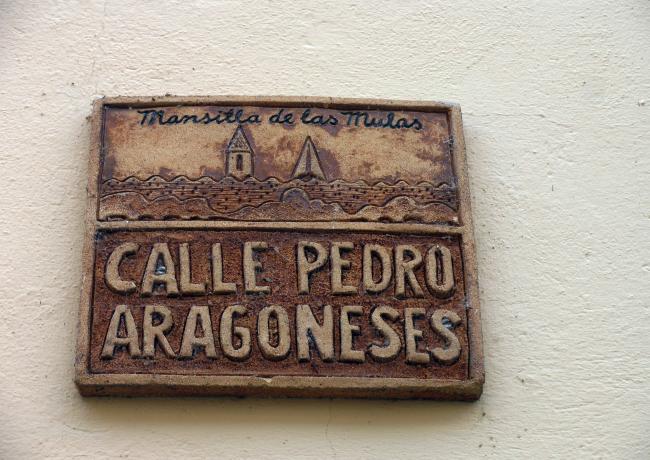 Mansilla de las Mulas
CALLE PEDRO
ARAGONESES